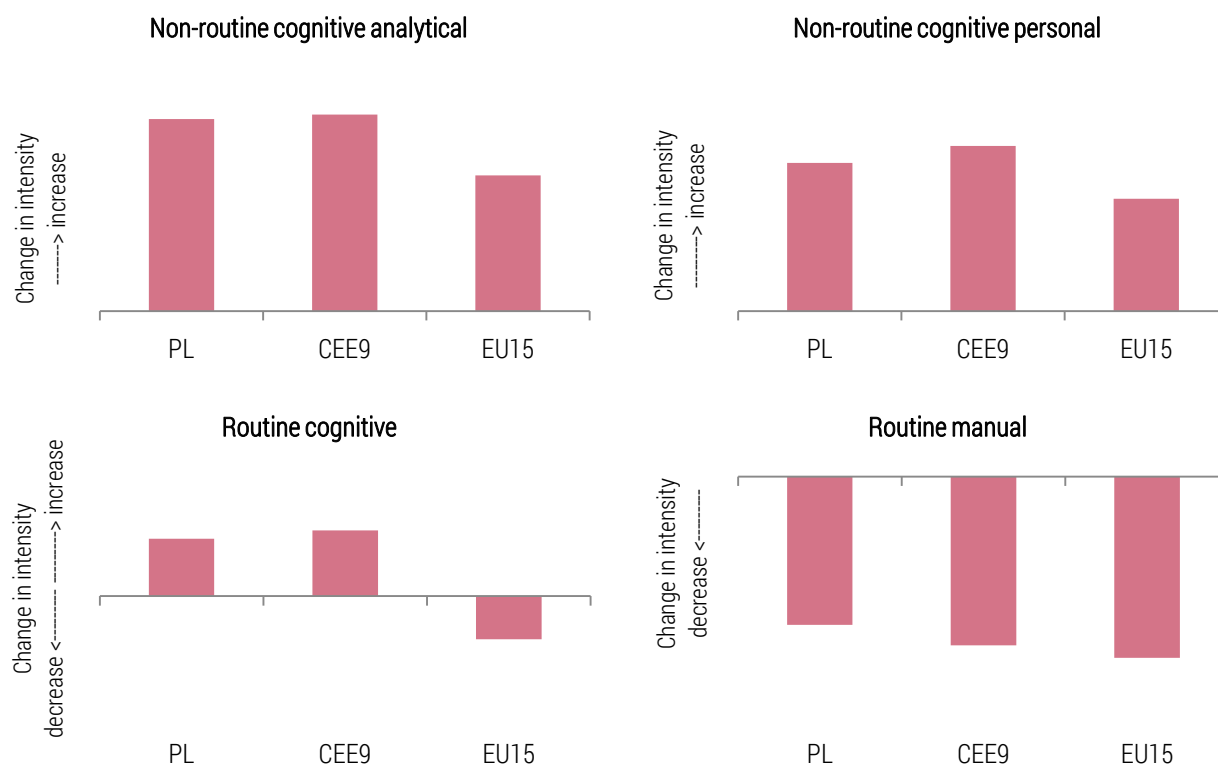 Non-routine cognitive analytical
Change in intensity
-------> increase
PL CEE9 EU15
Non-routine cognitive personal
Change in intensity
-------> increase
PL CEE9 EU15
Routine cognitive
Change in intensity
decrease <------- -------> increase
PL CEE9 EU15
Routine manual
Change in intensity
decrease <-------
PL CEE9 EU15